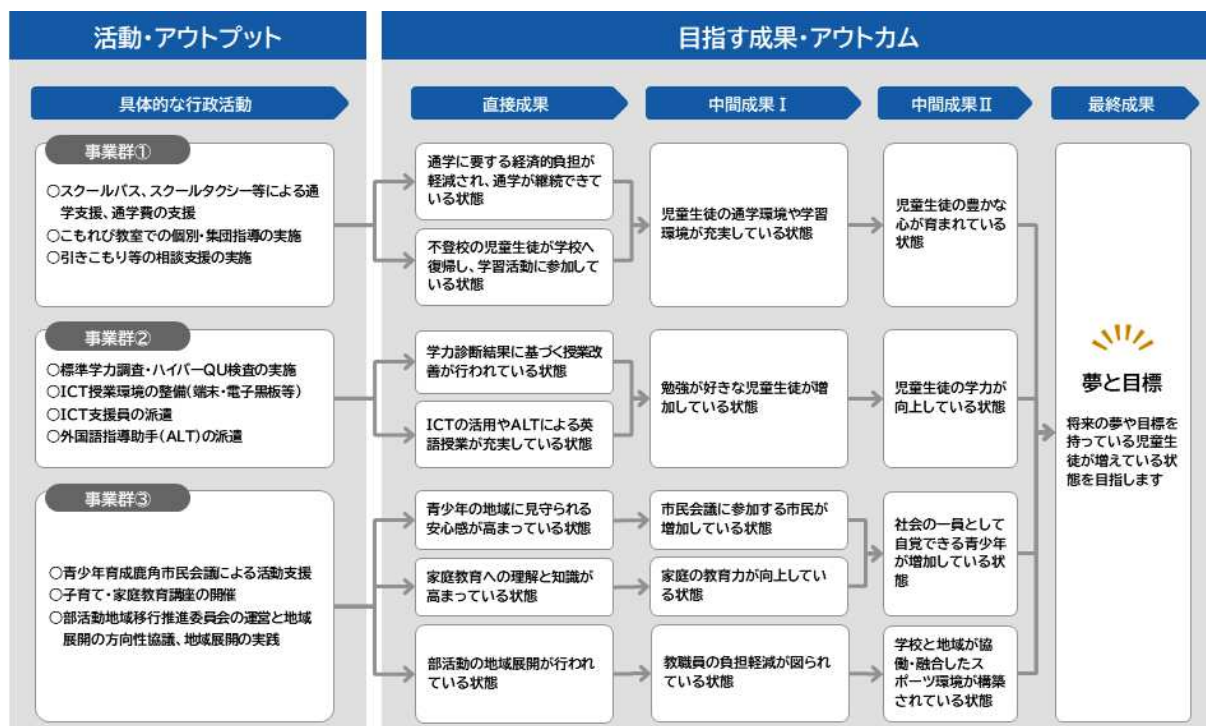 活動・アウトプット
目指す成果・アウトカム
具体的な行政活動
直接成果
中間成果Ⅰ
中間成果Ⅱ
最終成果
事業群①
○スクールバス、スクールタクシー等による通
学支援、通学費の支援
○こもれび教室での個別・集団指導の実施
○引きこもり等の相談支援の実施
通学に要する経済的負担が
軽減され、通学が継続できて
いる状態
不登校の児童生徒が学校へ
復帰し、学習活動に参加して
いる状態
児童生徒の通学環境や学習
環境が充実している状態
児童生徒の豊かな
心が育まれている
状態
事業群②
○標準学力調査・ハイパーQU検査の実施
○ICT授業環境の整備(端末・電子黒板等)
○ICT支援員の派遣
○外国語指導助手(ALT)の派遣
学力診断結果に基づく授業改
善が行われている状態
ICTの活用やALTによる英
語授業が充実している状態
勉強が好きな児童生徒が増
加している状態
児童生徒の学力が
向上している状態
事業群③
○青少年育成鹿角市民会議による活動支援
○子育て・家庭教育講座の開催
○部活動地域移行推進委員会の運営と地域
展開の方向性協議、地域展開の実践
青少年の地域に見守られる
安心感が高まっている状態
家庭教育への理解と知識が
高まっている状態
部活動の地域展開が行われ
ている状態
市民会議に参加する市民が
増加している状態
家庭の教育力が向上してい
る状態
教職員の負担軽減が図られ
ている状態
社会の一員として
自覚できる青少年
が増加している状
態
学校と地域が協
働・融合したス
ポーツ環境が構築
されている状態
夢と目標
将来の夢や目標を
持っている児童生
徒が増えている状
態を目指します